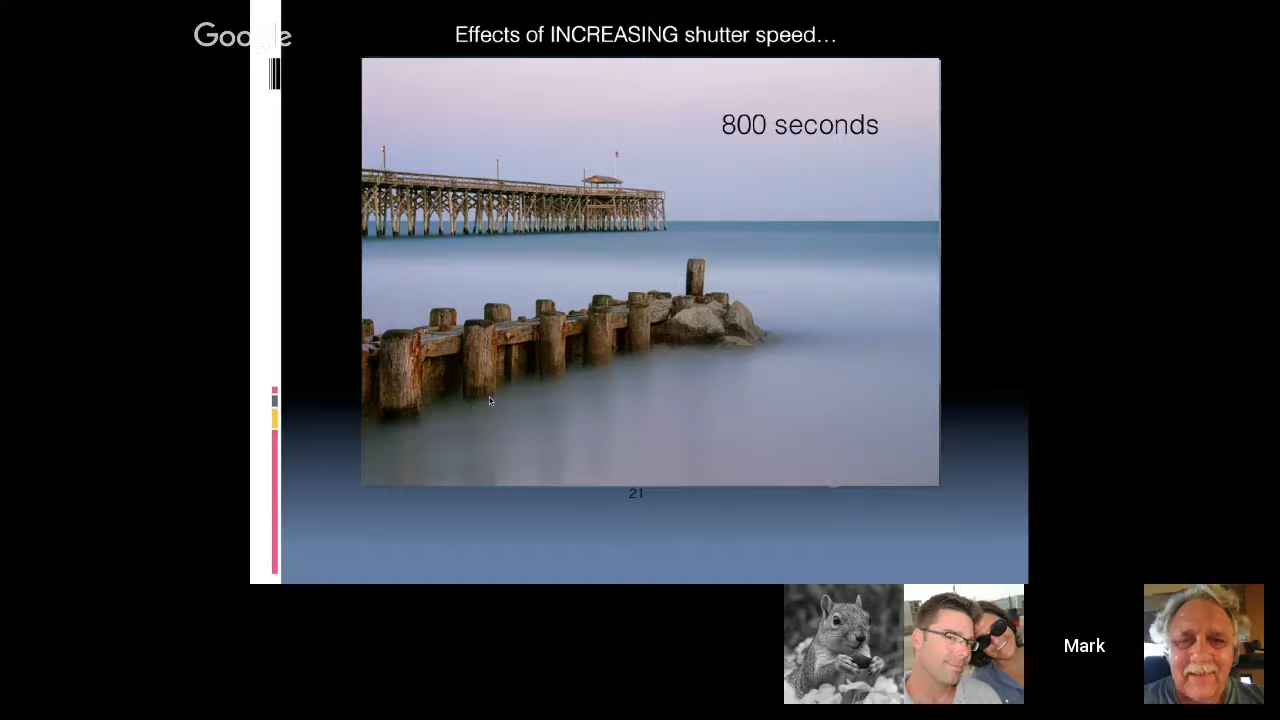 Google
Effects of INCREASING shutter speed…
800 seconds
21
Mark